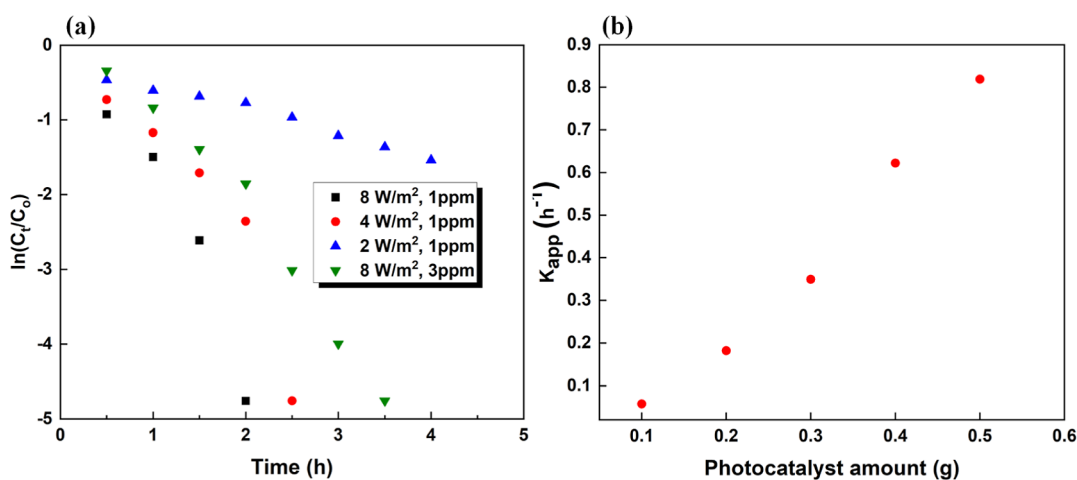 (a)
0
-1
-2
-3
-4
-5
ln(Cₜ/Cₒ)
8 W/m², 1ppm
4 W/m², 1ppm
2 W/m², 1ppm
8 W/m², 3ppm
0 1 2 3 4 5
Time (h)
(b)
0.9
0.8
0.7
0.6
0.5
0.4
0.3
0.2
0.1
Kapp (h⁻¹)
0.1 0.2 0.3 0.4 0.5 0.6
Photocatalyst amount (g)